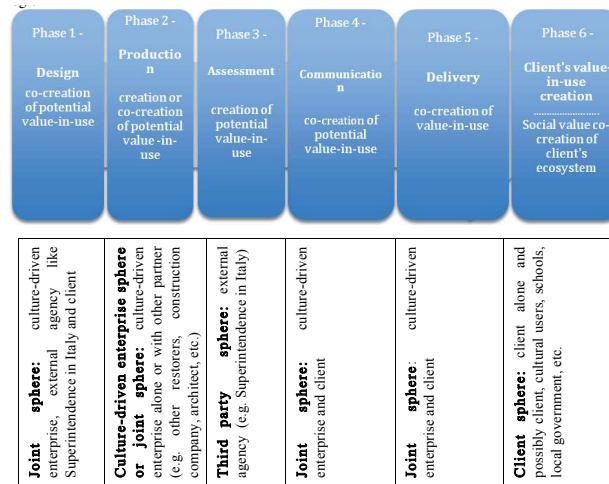 Phase 1 -
Design
co-creation
of potential
value-in-use
Phase 2 -
Productio
n
creation or
co-creation
of potential
value -in-
use
Phase 3 -
Assessment
creation of
potential
value-in-
use
Phase 4 -
Communicatio
n
co-creation of
potential
value-in-use
Phase 5 -
Delivery
co-creation of
value-in-use
Phase 6 -
Client's value-
in-use
creation
..........................
Social value co-
creation of
client's
ecosystem
Joint sphere: culture-driven
enterprise, external agency like
Superintendence in Italy and client
Culture-driven enterprise sphere
or joint sphere: culture-driven
enterprise alone or with other partner
(e.g. other restorers, construction
company, architect, etc.)
Third party sphere: external
agency (e.g. Superintendence in Italy)
Joint sphere: culture-driven
enterprise and client
Joint sphere: culture-driven
enterprise and client
Client sphere: client alone and
possibly client, cultural users, schools,
local government, etc.